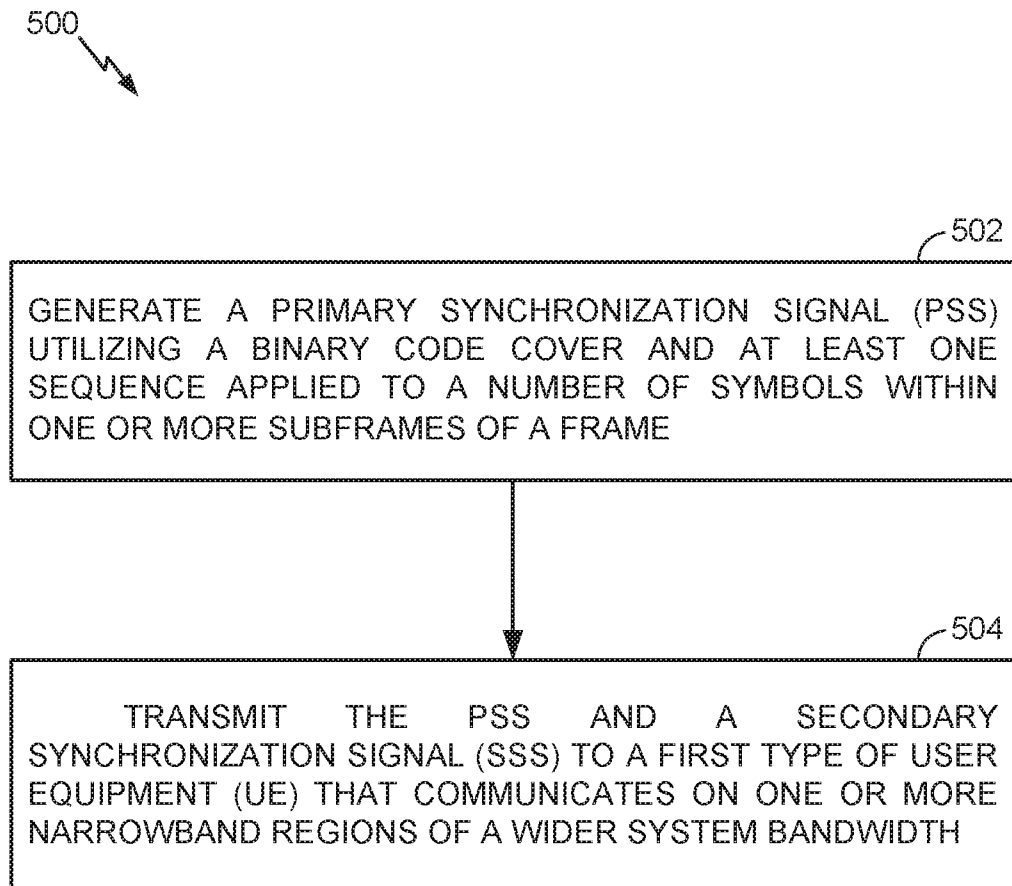 500
502
GENERATE A PRIMARY SYNCHRONIZATION SIGNAL (PSS)
UTILIZING A BINARY CODE COVER AND AT LEAST ONE
SEQUENCE APPLIED TO A NUMBER OF SYMBOLS WITHIN
ONE OR MORE SUBFRAMES OF A FRAME
504
TRANSMIT THE PSS AND A SECONDARY
SYNCHRONIZATION SIGNAL (SSS) TO A FIRST TYPE OF USER
EQUIPMENT (UE) THAT COMMUNICATES ON ONE OR MORE
NARROWBAND REGIONS OF A WIDER SYSTEM BANDWIDTH